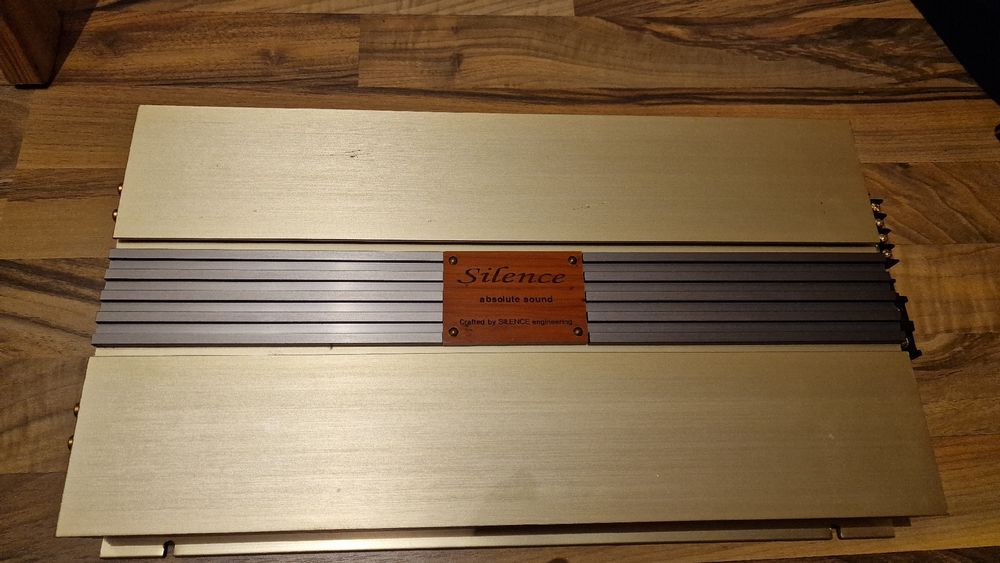 Silence
absolute sound
Crafted by SILENCE engineering